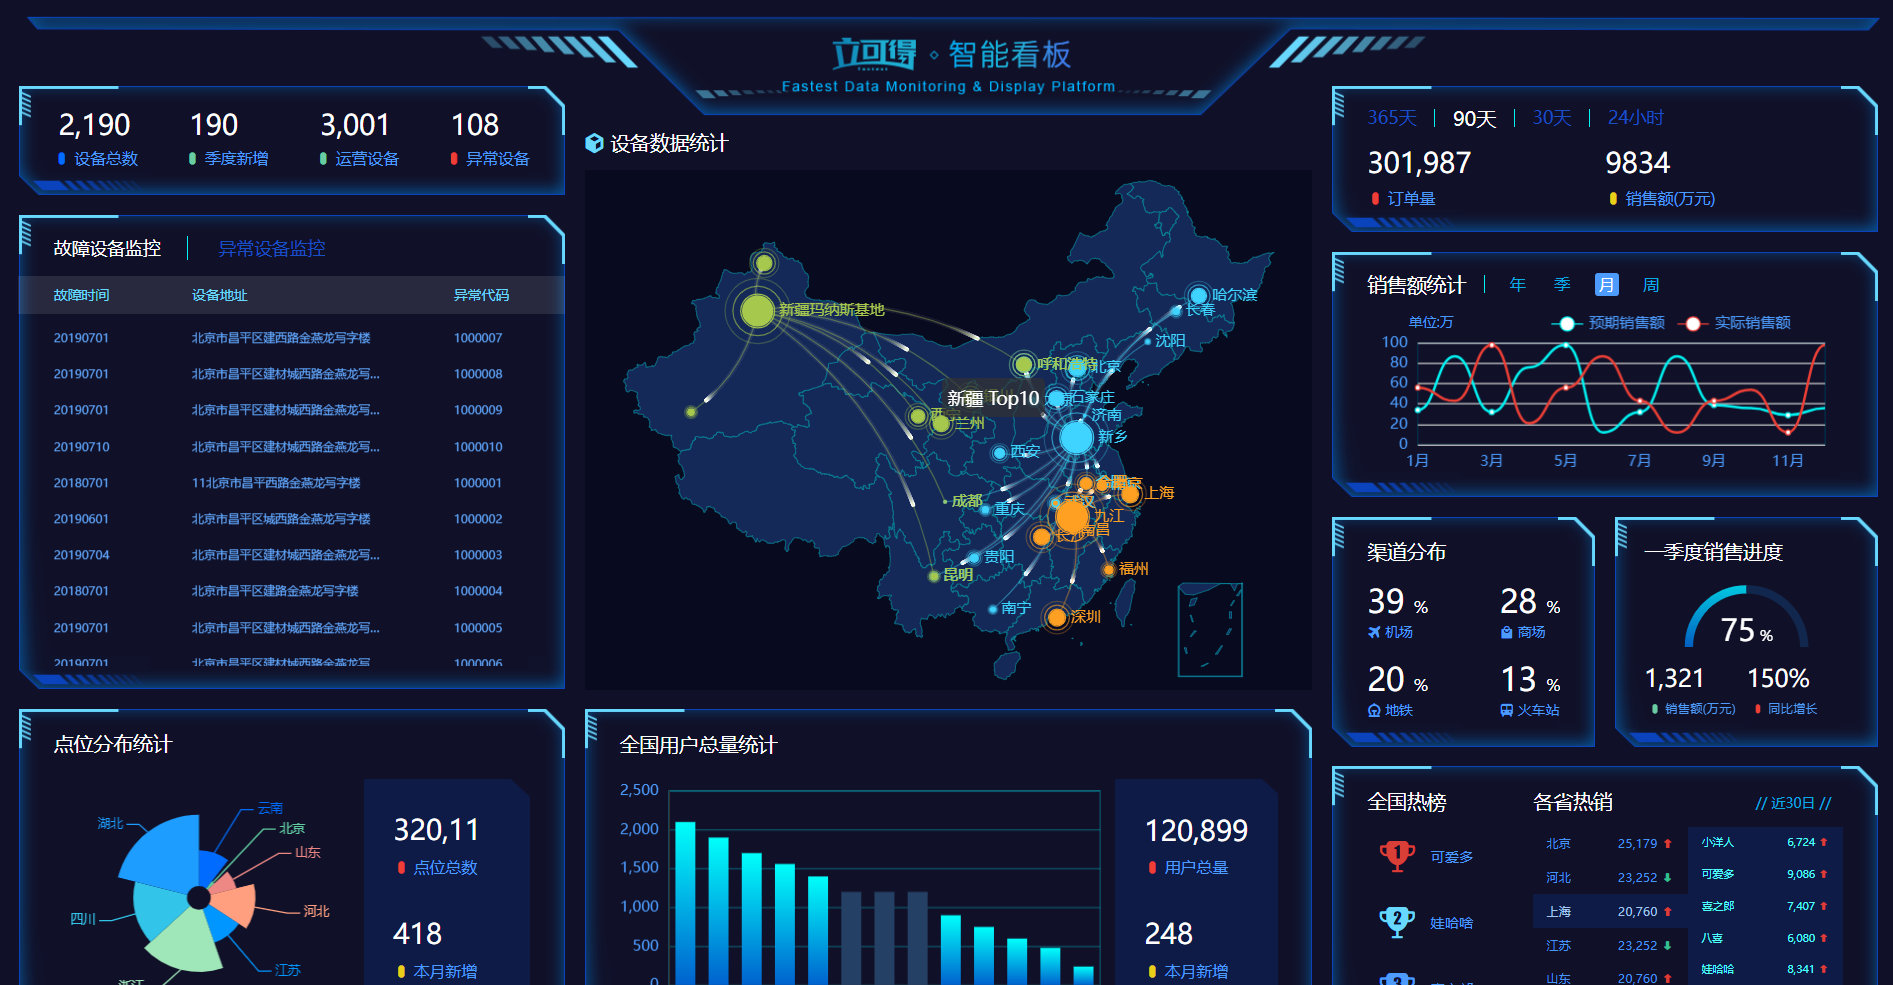 立可得 智能看板
Fastest
Fastest Data Monitoring & Display Platform
2,190 190 3,001 108
设备总数 季度新增 运营设备 异常设备
故障设备监控 异常设备监控
故障时间 设备地址 异常代码
20190701 北京市昌平区建西路金燕龙写字楼 1000007
20190701 北京市昌平区建材城西路金燕龙写... 1000008
20190701 北京市昌平区建材城西路金燕龙写... 1000009
20190710 北京市昌平区建材城西路金燕龙写... 1000010
20180701 11北京市昌平西路金燕龙写字楼 1000001
20190601 北京市昌平区城西路金燕龙写字楼 1000002
20190704 北京市昌平区建材城西路金燕龙写... 1000003
20180701 北京市昌平区建路金燕龙写字楼 1000004
20190701 北京市昌平区建材城西路金燕龙写... 1000005
20190701 北京市昌平区建材城西路金燕龙写... 1000006
点位分布统计
云南
北京
山东
河北
江苏
浙江
四川
湖北
320,11
点位总数
418
本月新增
设备数据统计
新疆玛纳斯基地
哈尔滨
长春
沈阳
呼和浩特
北京
新疆 Top10
石家庄
济南
兰州
新乡
西安
上海
成都
重庆
武汉
九江
南昌
长沙
贵阳
昆明
福州
南宁
深圳
全国用户总量统计
2,500
2,000
1,500
1,000
500
0
120,899
用户总量
248
本月新增
365天 90天 30天 24小时
301,987 9834
订单量 销售额(万元)
销售额统计 年 季 月 周
单位:万 预期销售额 实际销售额
100
80
60
40
20
0
1月 3月 5月 7月 9月 11月
渠道分布
39 % 28 %
机场 商场
20 % 13 %
地铁 火车站
一季度销售进度
75 %
1,321 150%
销售额(万元) 同比增长
全国热榜
1 可爱多
2 娃哈啥
3
各省热销 // 近30日 //
北京 25,179
河北 23,252
上海 20,760
江苏 23,252
山东 20,760
小洋人 6,724
可爱多 9,086
喜之郎 7,407
八喜 6,080
娃哈哈 8,341